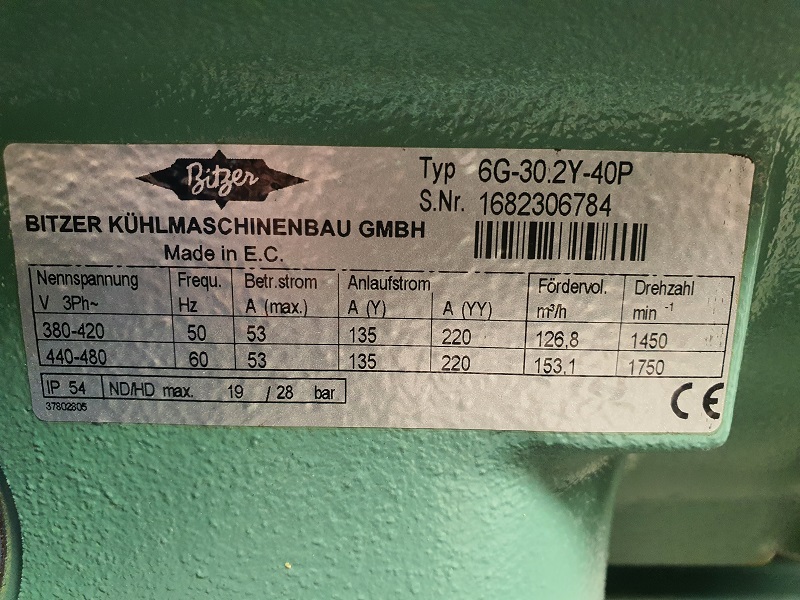 Bitzer
Typ 6G-30.2Y-40P
S.Nr. 1682306784
BITZER KÜHLMASCHINENBAU GMBH
Made in E.C.
Nennspannung Frequ. Betr.strom Anlaufstrom Fördervol. Drehzahl
V 3Ph~ Hz A (max.) A (Y) A (YY) m³/h min -1
380-420 50 53 135 220 126,8 1450
440-480 60 53 135 220 153,1 1750
IP 54 ND/HD max. 19 / 28 bar
37802805
CE